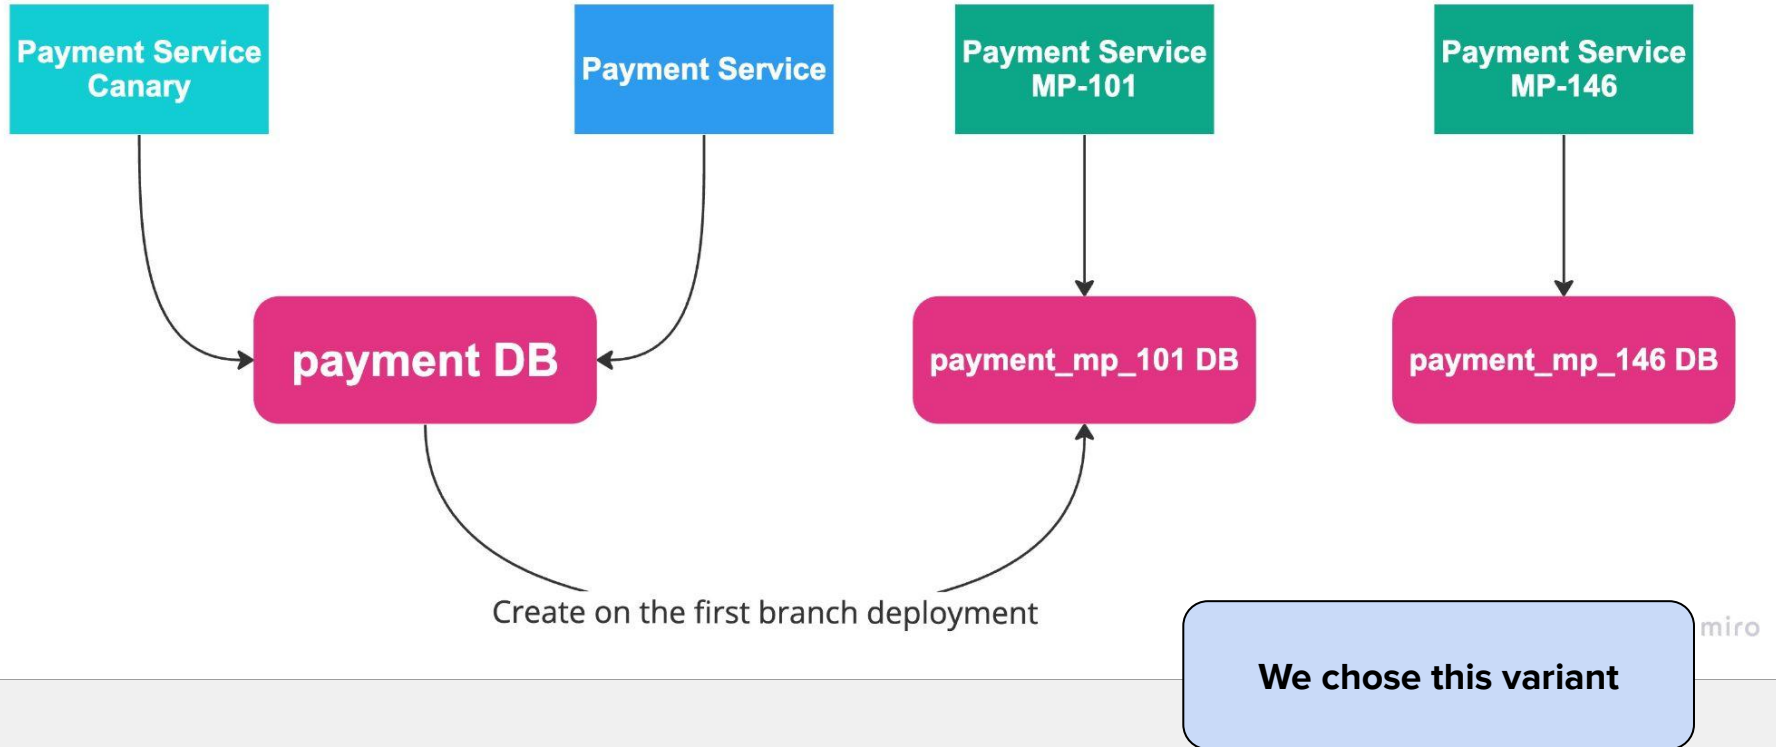 Payment Service
Canary
Payment Service
Payment Service
MP-101
Payment Service
MP-146
payment DB
payment_mp_101 DB
payment_mp_146 DB
Create on the first branch deployment
miro
We chose this variant